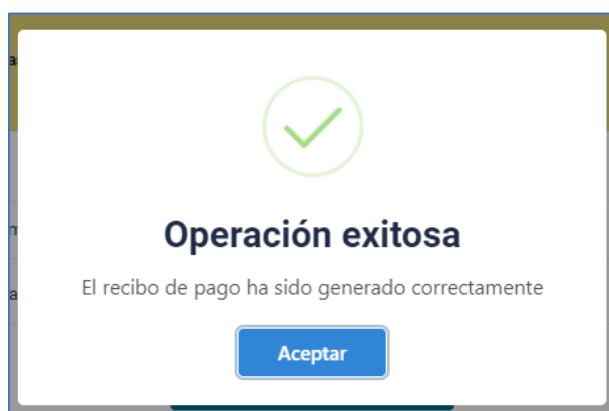 Operación exitosa
El recibo de pago ha sido generado correctamente
Aceptar